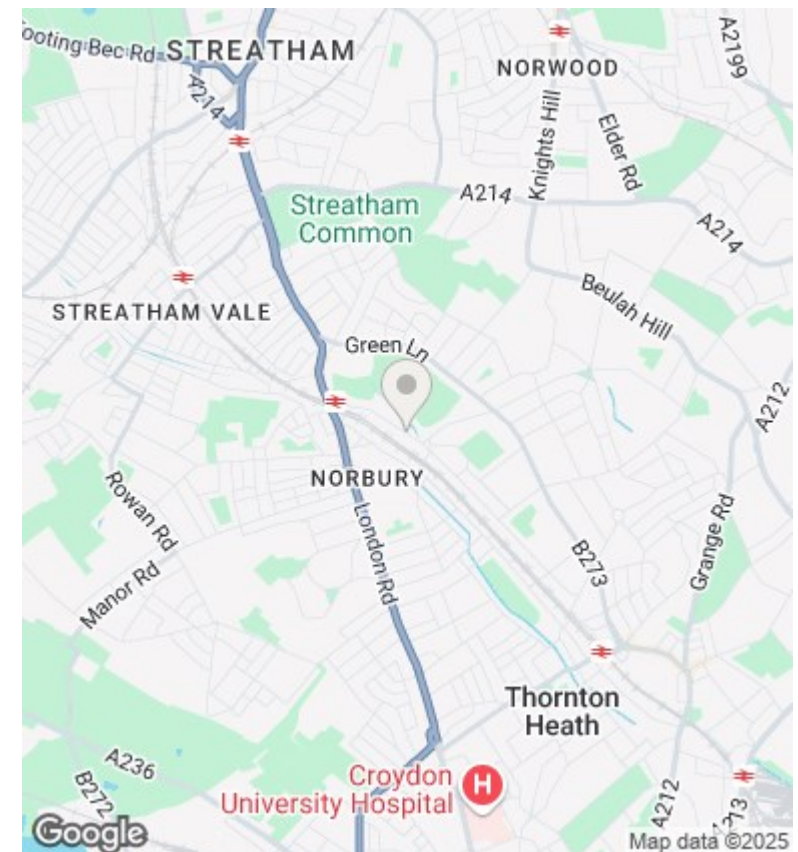 A2199
STREATHAM
ooting Bec Rd
NORWOOD
A214
Knights Hill
Elder Rd
A214
Streatham
Common
A214
STREATHAM VALE
Beulah Hill
Green Ln
A212
NORBURY
Rowan Rd
London Rd
Grange Rd
B273
Manor Rd
Thornton
Heath
A236
Croydon
University Hospital
H
B272
A212
A213
Google
Map data ©2025